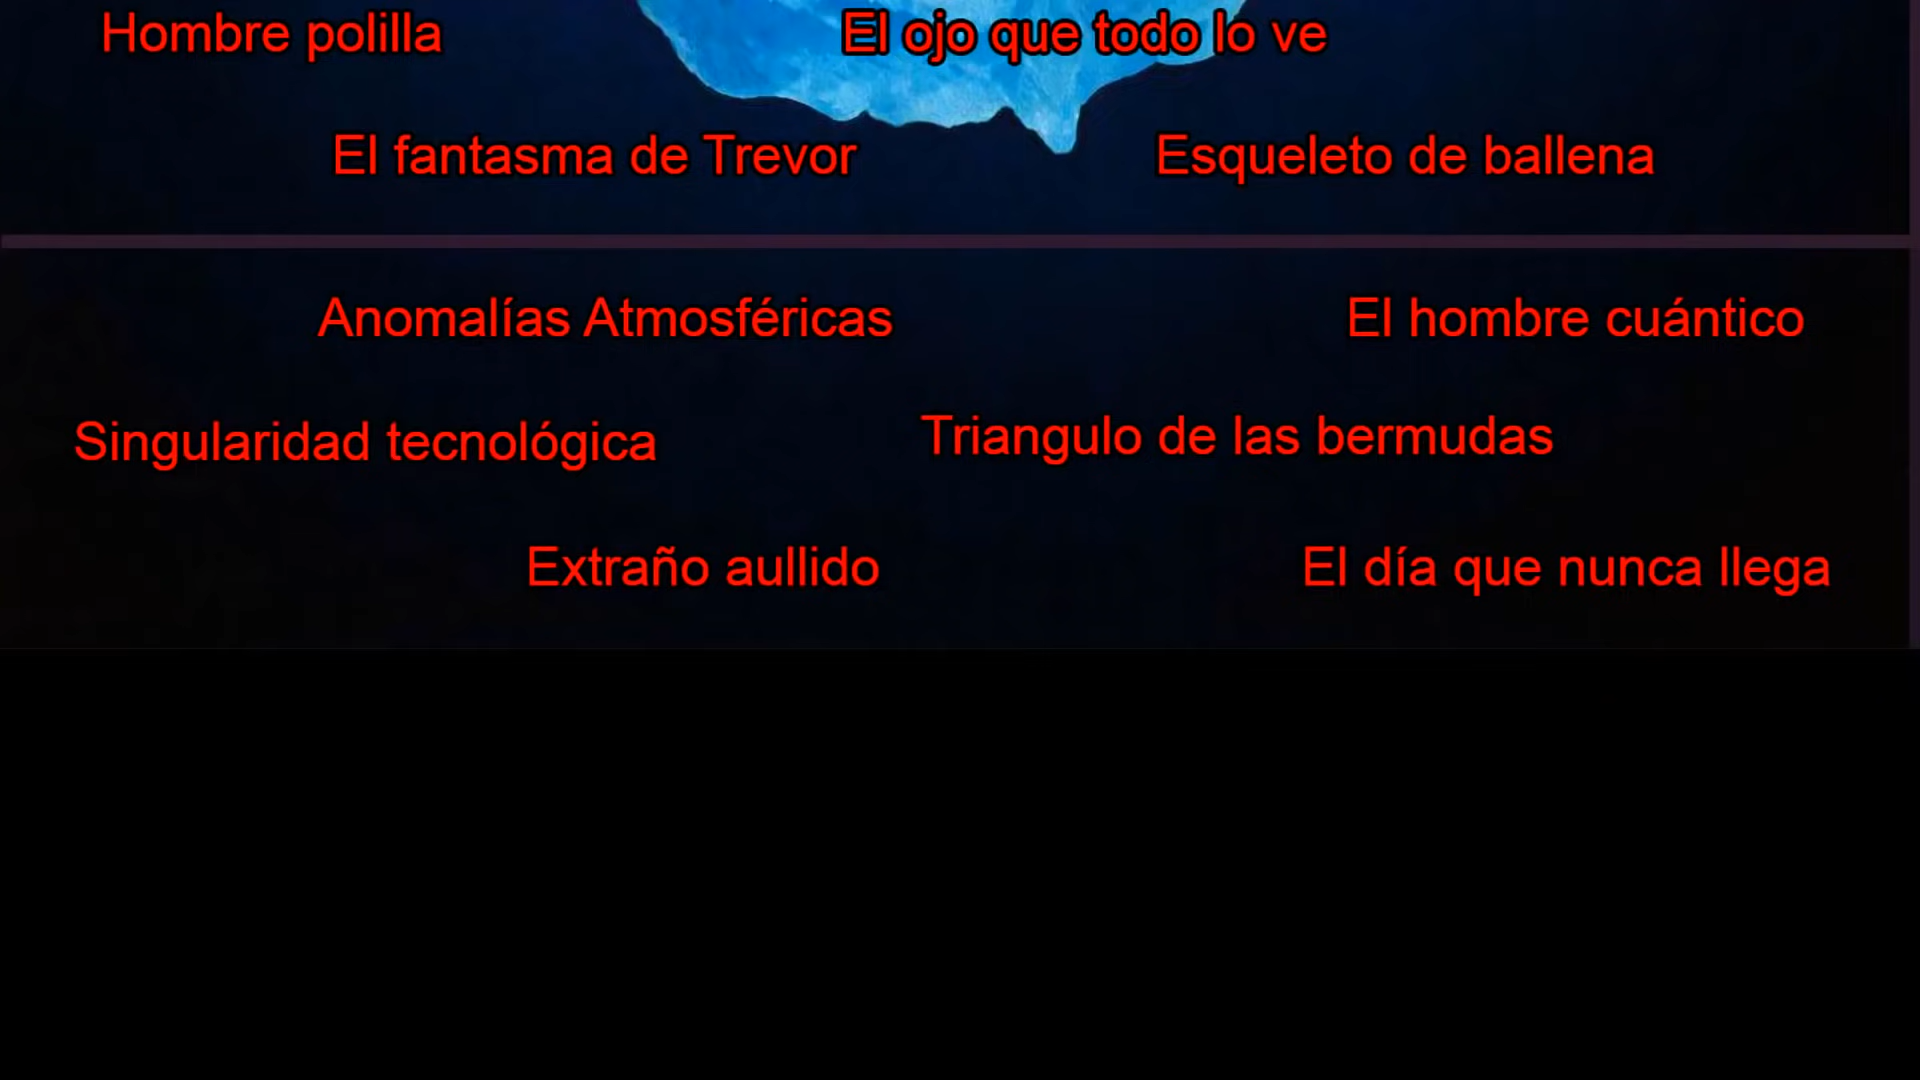 Hombre polilla
El ojo que todo lo ve
El fantasma de Trevor
Esqueleto de ballena
Anomalías Atmosféricas
El hombre cuántico
Singularidad tecnológica
Triangulo de las bermudas
Extraño aullido
El día que nunca llega